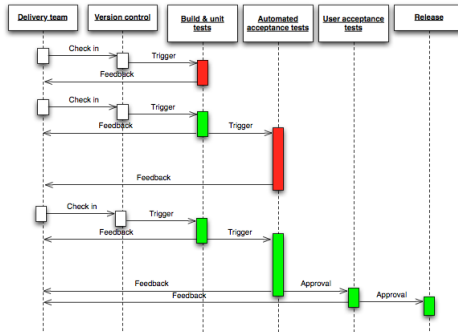 Delivery team
Version control
Build & unit
tests
Automated
acceptance tests
User acceptance
tests
Release
Check in
Trigger
Feedback
Check in
Trigger
Feedback
Trigger
Feedback
Check in
Trigger
Feedback
Trigger
Feedback
Approval
Feedback
Approval